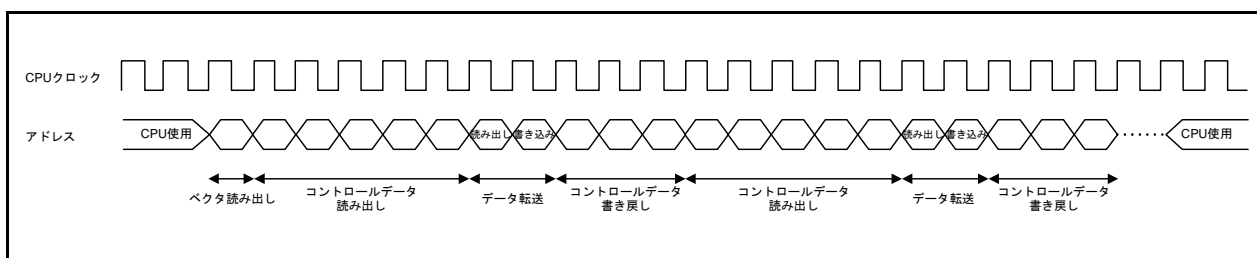 CPUクロック
アドレス
CPU使用
読み出し
書き込み
読み出し
書き込み
CPU使用
ベクタ読み出し
コントロールデータ
読み出し
データ転送
コントロールデータ
書き戻し
コントロールデータ
読み出し
データ転送
コントロールデータ
書き戻し